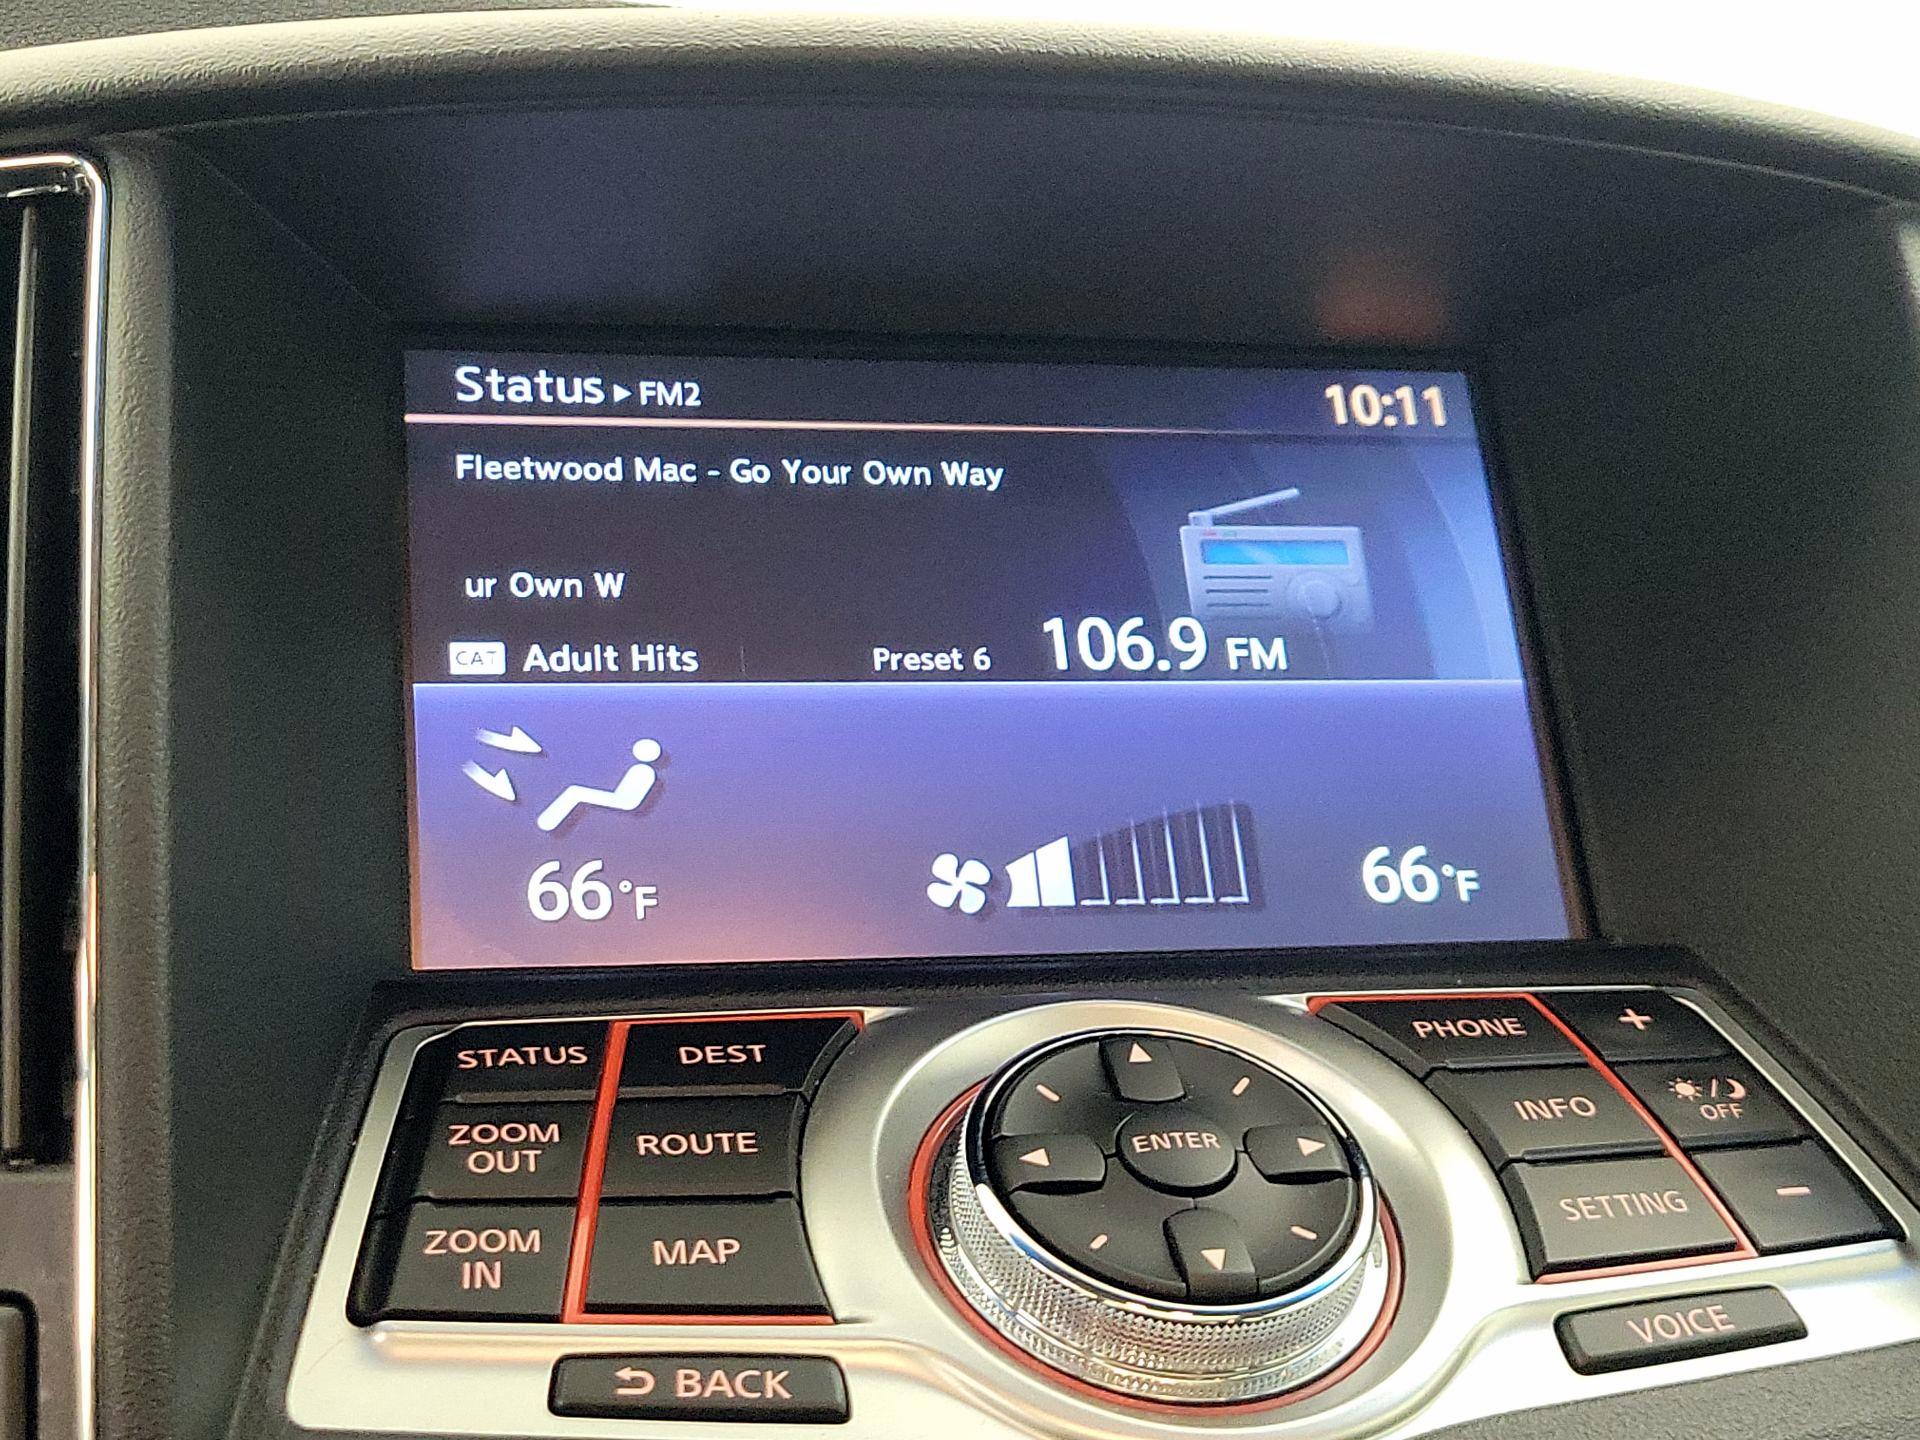 Status ▸ FM2 10:11
Fleetwood Mac - Go Your Own Way
ur Own W
CAT Adult Hits Preset 6 106.9 FM
66°F 66°F
STATUS DEST
ZOOM OUT ROUTE
ZOOM IN MAP
BACK
ENTER
PHONE +
INFO OFF
SETTING −
VOICE